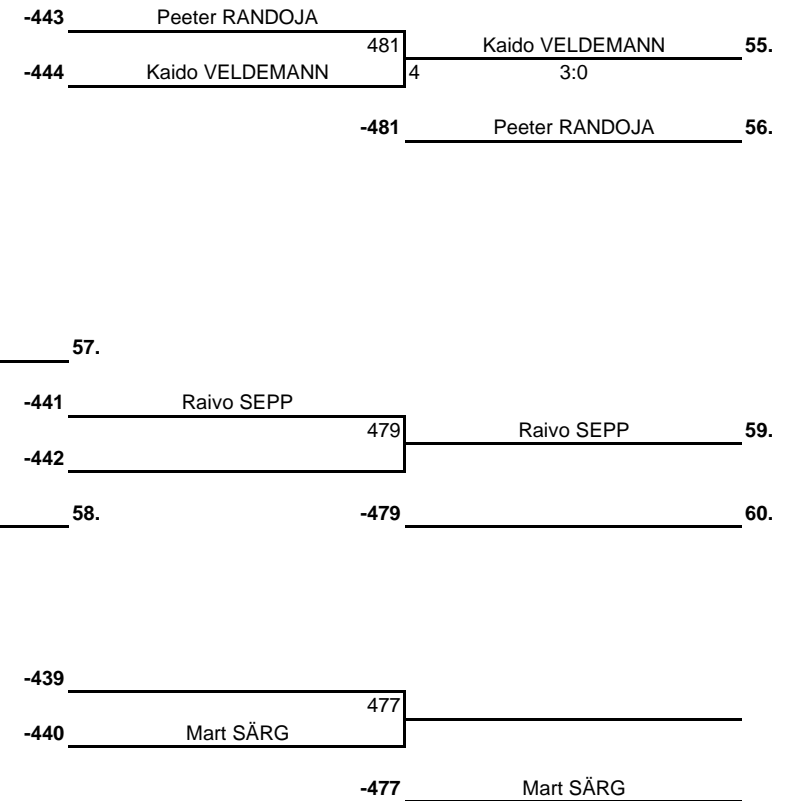 -443 Peeter RANDOJA
481 Kaido VELDEMANN 55.
-444 Kaido VELDEMANN 4 3:0
-481 Peeter RANDOJA 56.
57.
-441 Raivo SEPP
479 Raivo SEPP 59.
-442
58. -479 60.
-439
477
-440 Mart SÄRG
-477 Mart SÄRG